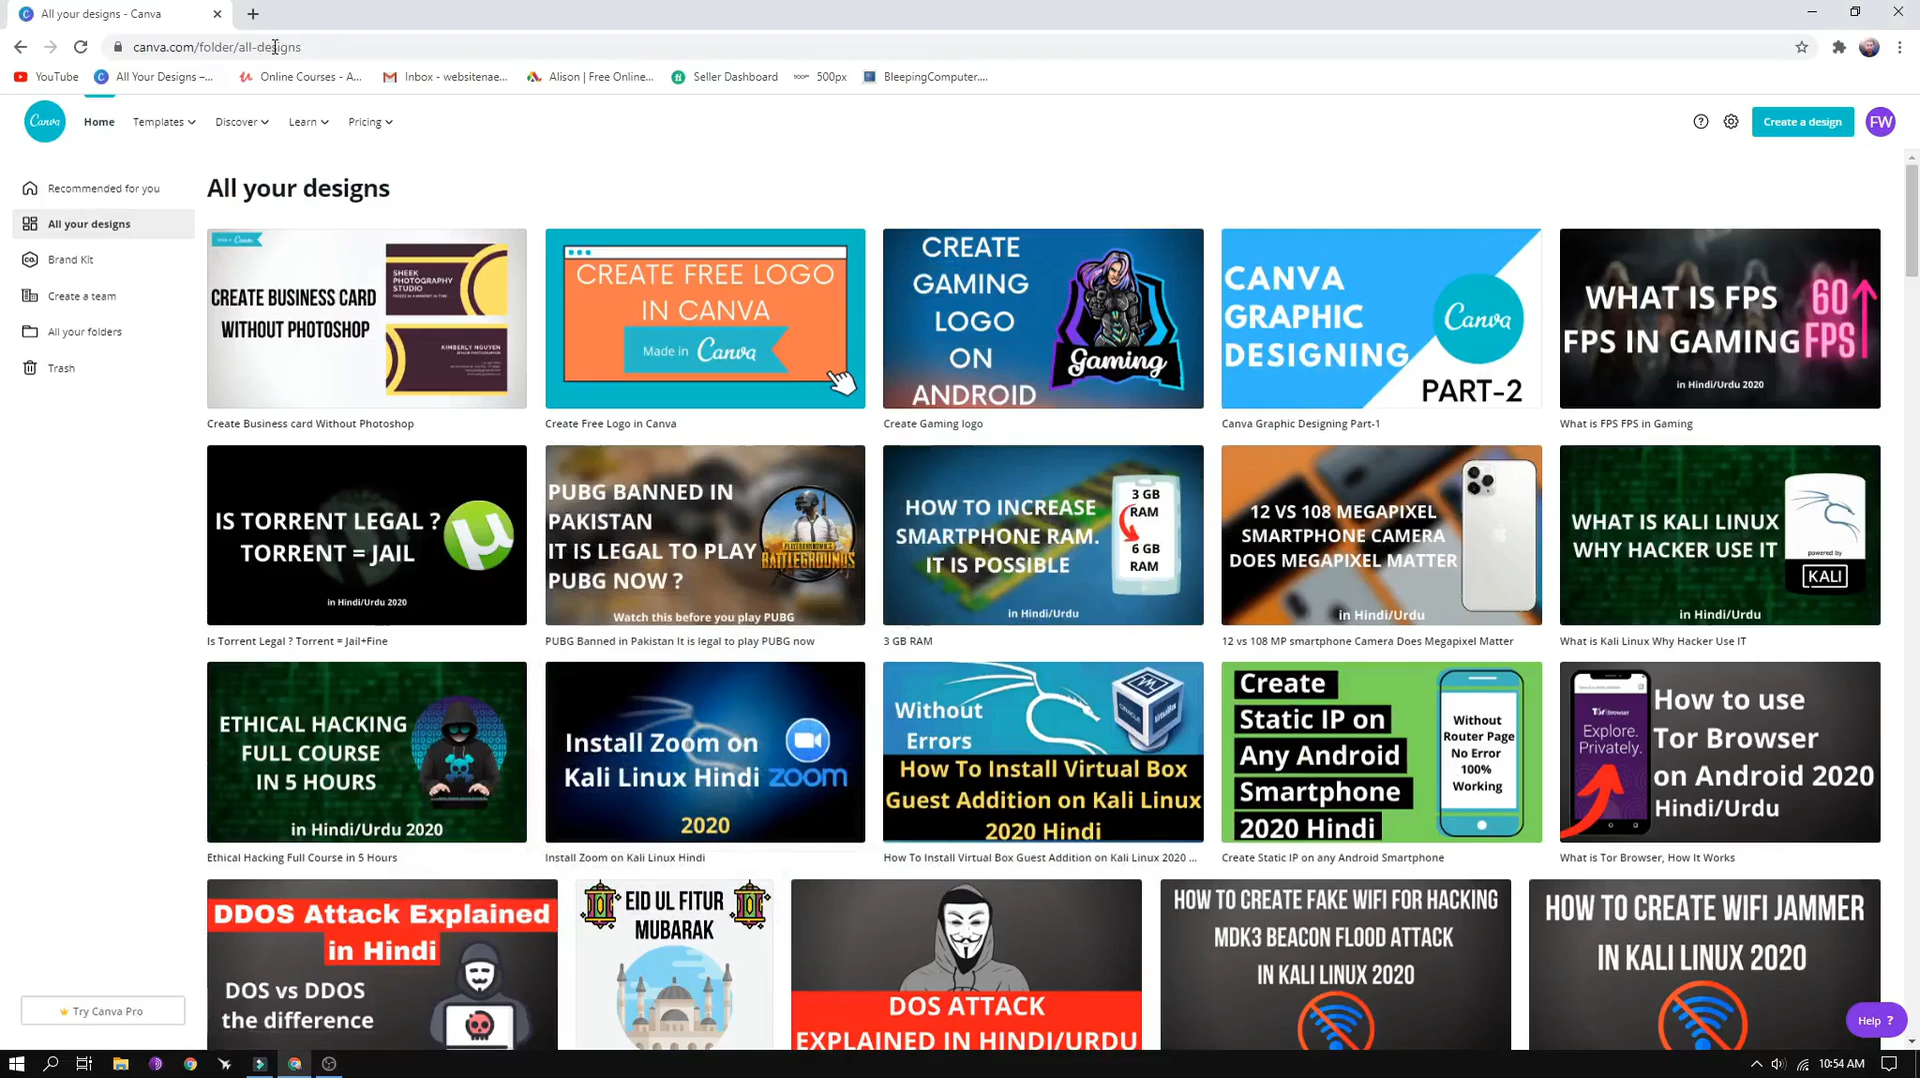 All your designs - Canva
canva.com/folder/all-designs
YouTube
All Your Designs –...
Online Courses - A...
Inbox - websitenae...
Alison | Free Online...
Seller Dashboard
500px
BleepingComputer....
Canva
Home
Templates
Discover
Learn
Pricing
Create a design
FW
Recommended for you
All your designs
Brand Kit
Create a team
All your folders
Trash
Try Canva Pro
All your designs
CREATE BUSINESS CARD
WITHOUT PHOTOSHOP
SHEEK
PHOTOGRAPHY
STUDIO
KIMBERLY NGUYEN
Create Business card Without Photoshop
CREATE FREE LOGO
IN CANVA
Made in Canva
Create Free Logo in Canva
CREATE
GAMING
LOGO
ON
ANDROID
Gaming
Create Gaming logo
CANVA
GRAPHIC
DESIGNING
Canva
PART-2
Canva Graphic Designing Part-1
WHAT IS FPS
FPS IN GAMING
60
FPS
in Hindi/Urdu 2020
What is FPS FPS in Gaming
IS TORRENT LEGAL ?
TORRENT = JAIL
in Hindi/Urdu 2020
Is Torrent Legal ? Torrent = Jail+Fine
PUBG BANNED IN
PAKISTAN
IT IS LEGAL TO PLAY
PUBG NOW ?
PLAYERUNKNOWN'S
BATTLEGROUNDS
Watch this before you play PUBG
PUBG Banned in Pakistan It is legal to play PUBG now
HOW TO INCREASE
SMARTPHONE RAM.
IT IS POSSIBLE
3 GB
RAM
6 GB
RAM
in Hindi/Urdu
3 GB RAM
12 VS 108 MEGAPIXEL
SMARTPHONE CAMERA
DOES MEGAPIXEL MATTER
in Hindi/Urdu
12 vs 108 MP smartphone Camera Does Megapixel Matter
WHAT IS KALI LINUX
WHY HACKER USE IT
powered by
KALI
in Hindi/Urdu
What is Kali Linux Why Hacker Use IT
ETHICAL HACKING
FULL COURSE
IN 5 HOURS
in Hindi/Urdu 2020
Ethical Hacking Full Course in 5 Hours
Install Zoom on
Kali Linux Hindi
zoom
2020
Install Zoom on Kali Linux Hindi
Without
Errors
ORACLE
VirtualBox
How To Install Virtual Box
Guest Addition on Kali Linux
2020 Hindi
How To Install Virtual Box Guest Addition on Kali Linux 2020 ...
Create
Static IP on
Any Android
Smartphone
2020 Hindi
Without
Router Page
No Error
100%
Working
Create Static IP on any Android Smartphone
Tor Browser
Explore.
Privately.
How to use
Tor Browser
on Android 2020
Hindi/Urdu
What is Tor Browser, How It Works
DDOS Attack Explained
in Hindi
DOS vs DDOS
the difference
EID UL FITUR
MUBARAK
DOS ATTACK
EXPLAINED IN HINDI/URDU
HOW TO CREATE FAKE WIFI FOR HACKING
MDK3 BEACON FLOOD ATTACK
IN KALI LINUX 2020
HOW TO CREATE WIFI JAMMER
IN KALI LINUX 2020
Help ?
10:54 AM